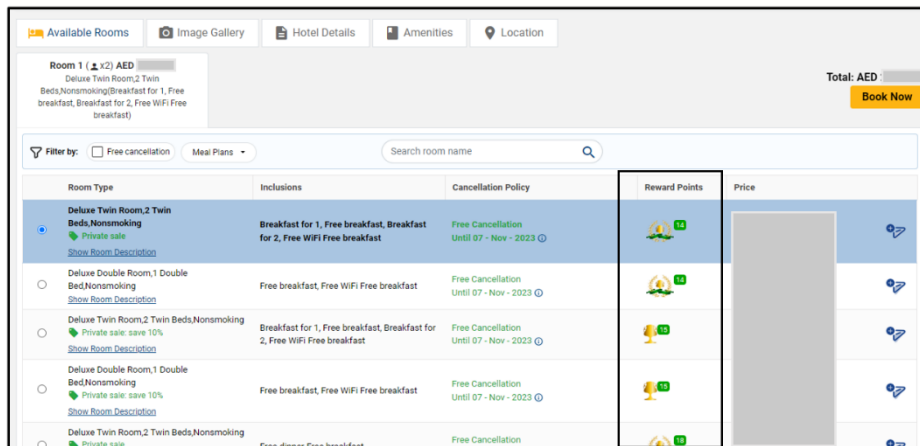 Available Rooms
Image Gallery
Hotel Details
Amenities
Location
Room 1 ( x2) AED
Deluxe Twin Room,2 Twin
Beds,Nonsmoking(Breakfast for 1, Free
breakfast, Breakfast for 2, Free WiFi Free
breakfast)
Total: AED
Book Now
Filter by:
Free cancellation
Meal Plans
Search room name
Room Type
Inclusions
Cancellation Policy
Reward Points
Price
Deluxe Twin Room,2 Twin
Beds,Nonsmoking
Private sale
Show Room Description
Breakfast for 1, Free breakfast, Breakfast
for 2, Free WiFi Free breakfast
Free Cancellation
Until 07 - Nov - 2023
14
Deluxe Double Room,1 Double
Bed,Nonsmoking
Show Room Description
Free breakfast, Free WiFi Free breakfast
Free Cancellation
Until 07 - Nov - 2023
14
Deluxe Twin Room,2 Twin Beds,Nonsmoking
Private sale: save 10%
Show Room Description
Breakfast for 1, Free breakfast, Breakfast for
2, Free WiFi Free breakfast
Free Cancellation
Until 07 - Nov - 2023
15
Deluxe Double Room,1 Double
Bed,Nonsmoking
Private sale: save 10%
Show Room Description
Free breakfast, Free WiFi Free breakfast
Free Cancellation
Until 07 - Nov - 2023
15
Deluxe Twin Room,2 Twin Beds,Nonsmoking
Private sale
Free dinner Free breakfast
Free Cancellation
18